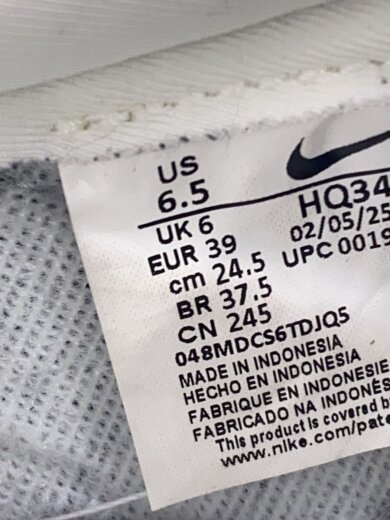 US
6.5
UK 6
EUR 39
cm 24.5
BR 37.5
CN 245
HQ34
02/05/25
UPC 0019
048MDCS6TDJQ5
MADE IN INDONESIA
HECHO EN INDONESIA
FABRIQUE EN INDONESIE
FABRICADO NA INDONÉS
This product is covered b
www.nike.com/pate